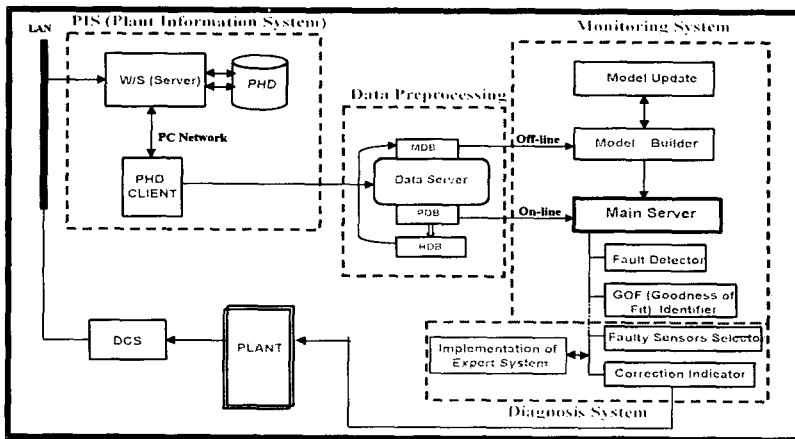 PIS (Plant Information System)
Monitoring System
LAN
W/S (Server)
PHD
Model Update
Data Preprocessing
PC Network
MDB
Off-line
Model Builder
PHD
CLIENT
Data Server
PDB
On-line
Main Server
HDB
Fault Detector
GOF (Goodness of
Fit) Identifier
DCS
PLANT
Implementation of
Expert System
Faulty Sensors Selector
Correction Indicator
Diagnosis System